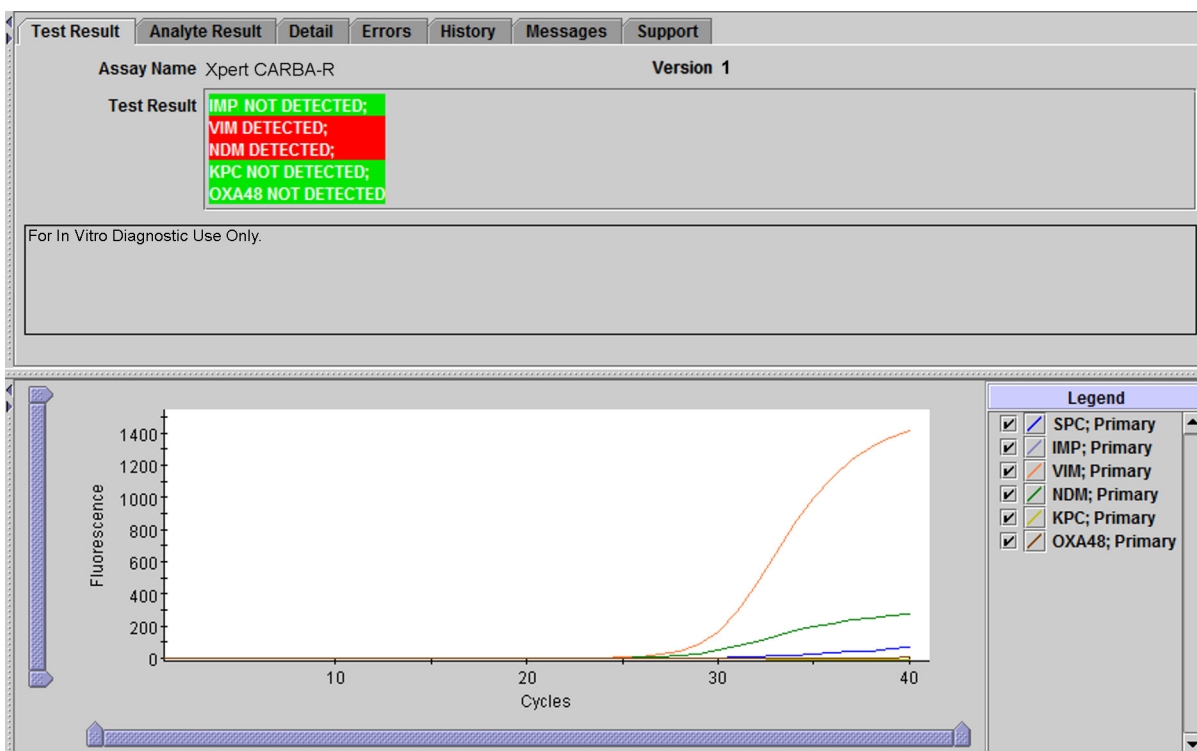 Test Result Analyte Result Detail Errors History Messages Support
Assay Name Xpert CARBA-R Version 1
Test Result IMP NOT DETECTED;
VIM DETECTED;
NDM DETECTED;
KPC NOT DETECTED;
OXA48 NOT DETECTED
For In Vitro Diagnostic Use Only.
Legend
SPC; Primary
IMP; Primary
VIM; Primary
NDM; Primary
KPC; Primary
OXA48; Primary
Fluorescence
1400
1200
1000
800
600
400
200
0
10 20 30 40
Cycles